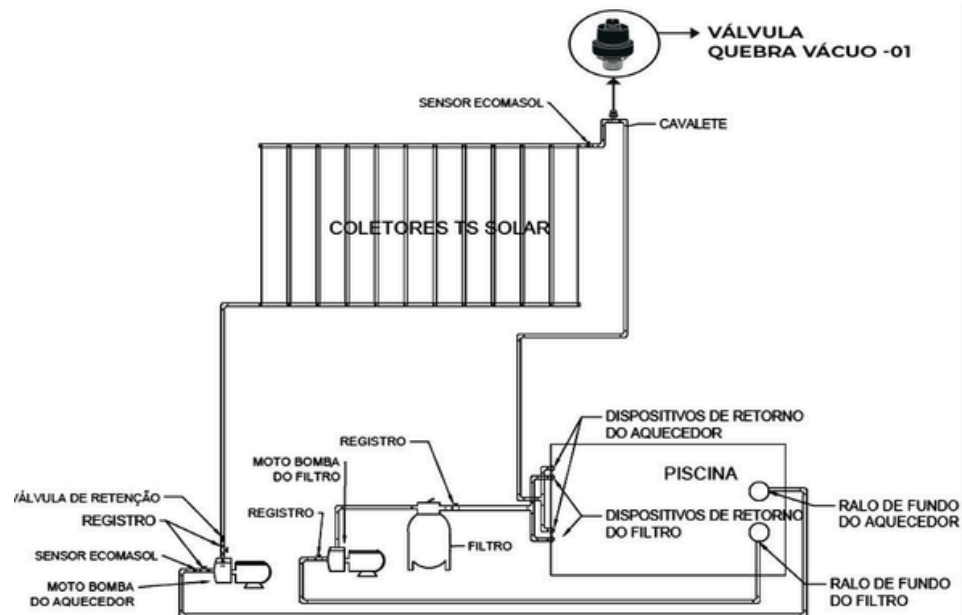 VÁLVULA
QUEBRA VÁCUO -01
SENSOR ECOMASOL
CAVALETE
COLETORES TS SOLAR
DISPOSITIVOS DE RETORNO
DO AQUECEDOR
REGISTRO
MOTO BOMBA
DO FILTRO
PISCINA
VÁLVULA DE RETENÇÃO
REGISTRO
REGISTRO
RALO DE FUNDO
DO AQUECEDOR
DISPOSITIVOS DE RETORNO
DO FILTRO
FILTRO
SENSOR ECOMASOL
MOTO BOMBA
DO AQUECEDOR
RALO DE FUNDO
DO FILTRO